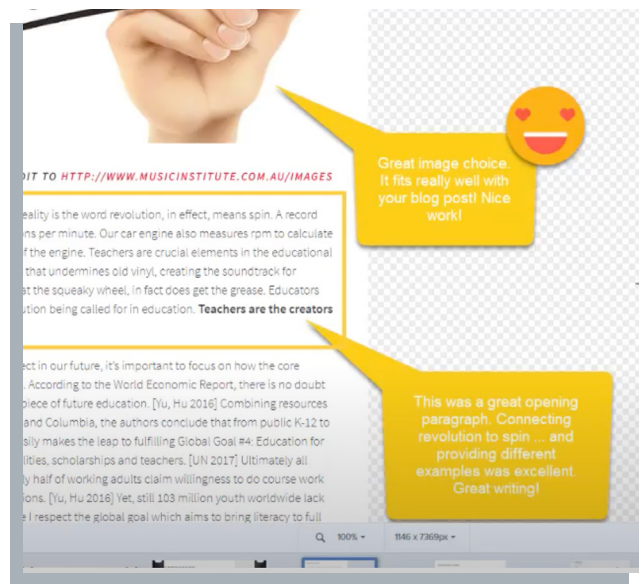 Great image choice.
It fits really well with
your blog post! Nice
work!
DIT TO HTTP://WWW.MUSICINSTITUTE.COM.AU/IMAGES
eality is the word revolution, in effect, means spin. A record
ns per minute. Our car engine also measures rpm to calculate
f the engine. Teachers are crucial elements in the educational
that undermines old vinyl, creating the soundtrack for
at the squeaky wheel, in fact does get the grease. Educators
ution being called for in education. Teachers are the creators
ect in our future, it's important to focus on how the core
. According to the World Economic Report, there is no doubt
piece of future education. [Yu, Hu 2016] Combining resources
and Columbia, the authors conclude that from public K-12 to
sily makes the leap to fulfilling Global Goal #4: Education for
lities, scholarships and teachers. [UN 2017] Ultimately all
ly half of working adults claim willingness to do course work
ions. [Yu, Hu 2016] Yet, still 103 million youth worldwide lack
e I respect the global goal which aims to bring literacy to full
This was a great opening
paragraph. Connecting
revolution to spin ... and
providing different
examples was excellent.
Great writing!
100%
1146 x 7369px